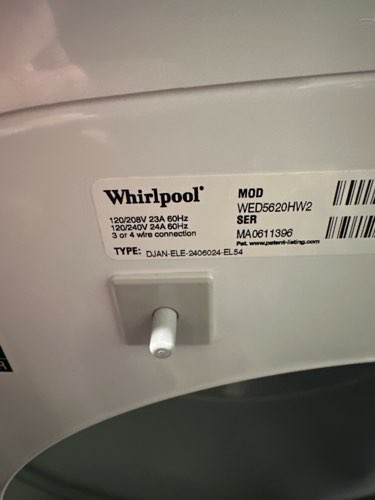 Whirlpool®
120/208V 23A 60Hz
120/240V 24A 60Hz
3 or 4 wire connection
TYPE: DJAN-ELE-2406024-EL54
MOD
WED5620HW2
SER
MA0611396
Pat. www.patent-listing.com